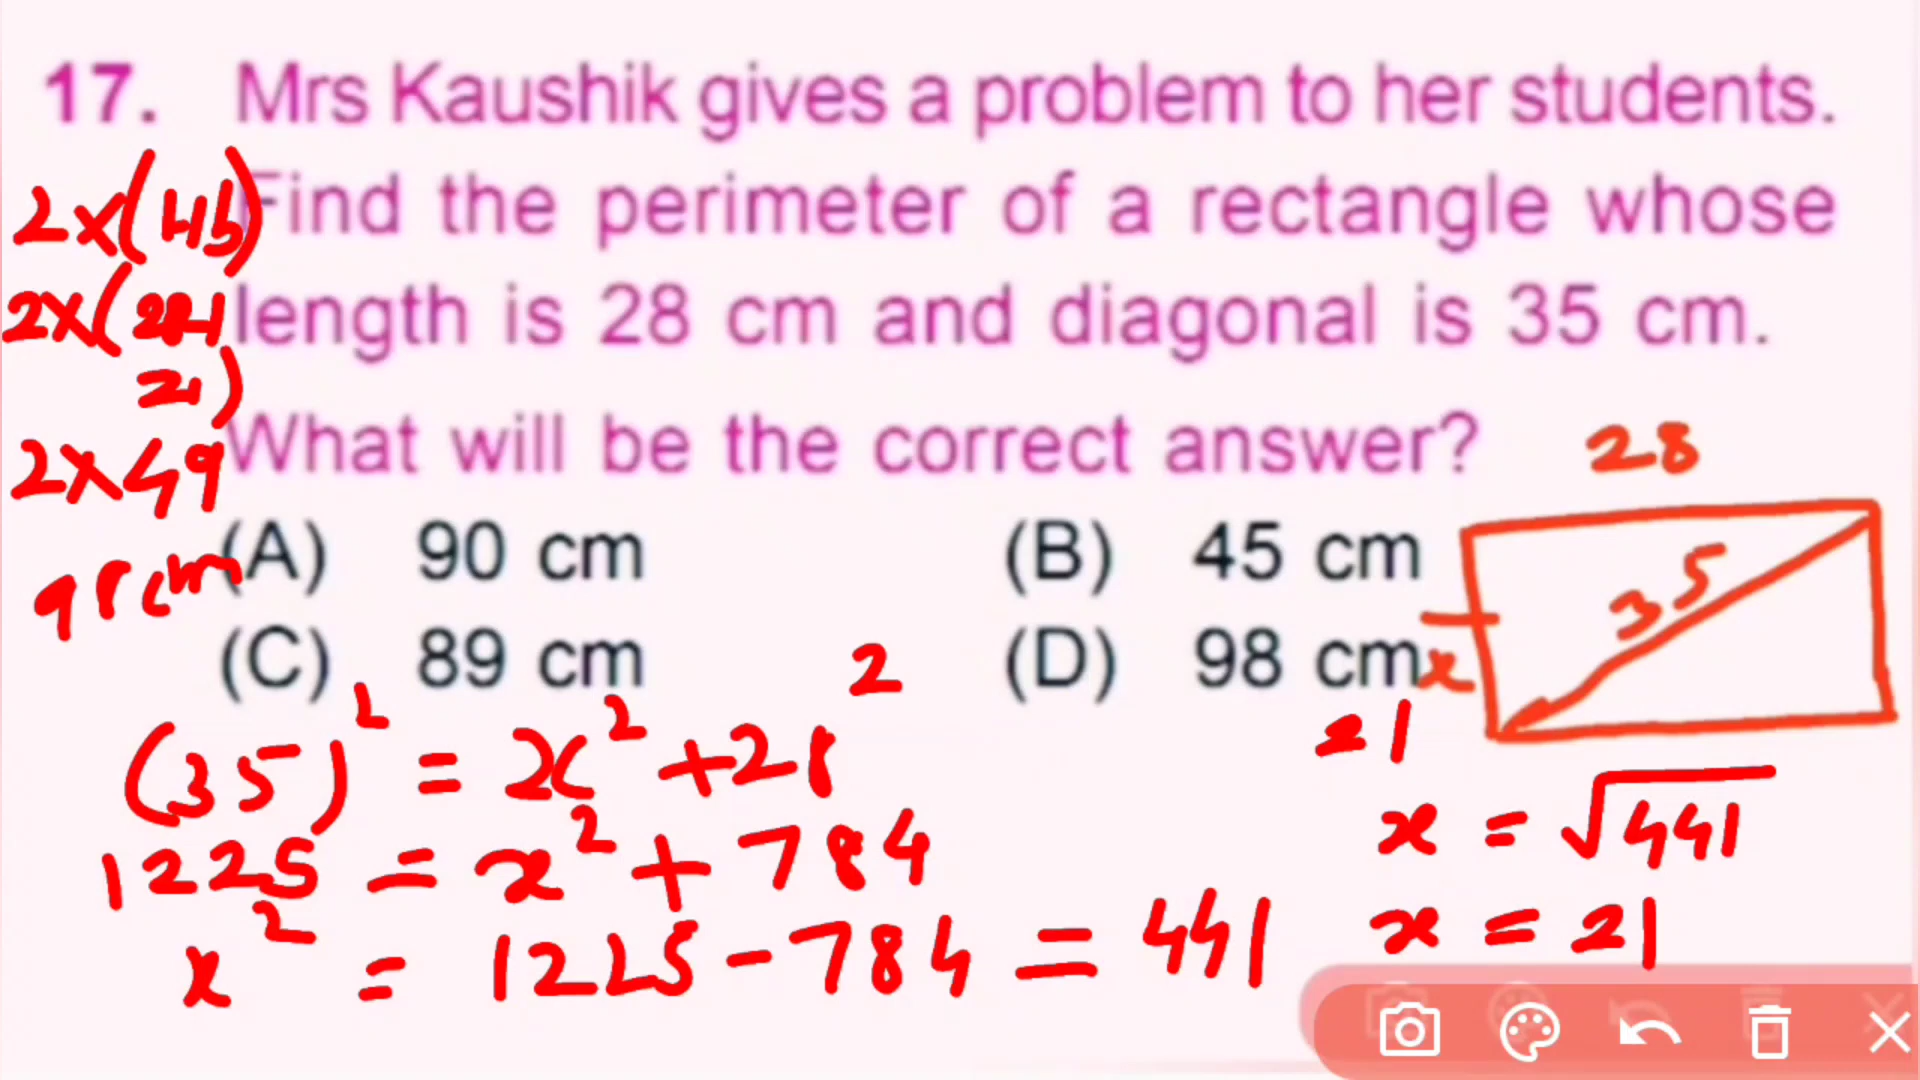 17. Mrs Kaushik gives a problem to her students.
Find the perimeter of a rectangle whose
length is 28 cm and diagonal is 35 cm.
What will be the correct answer?
(A) 90 cm (B) 45 cm
(C) 89 cm (D) 98 cm
2x(l+b)
2x(28+
21)
2x49
98cm
28
35
x
21
(35)² = x² + 28²
1225 = x² + 784
x² = 1225 - 784 = 441
x = √441
x = 21